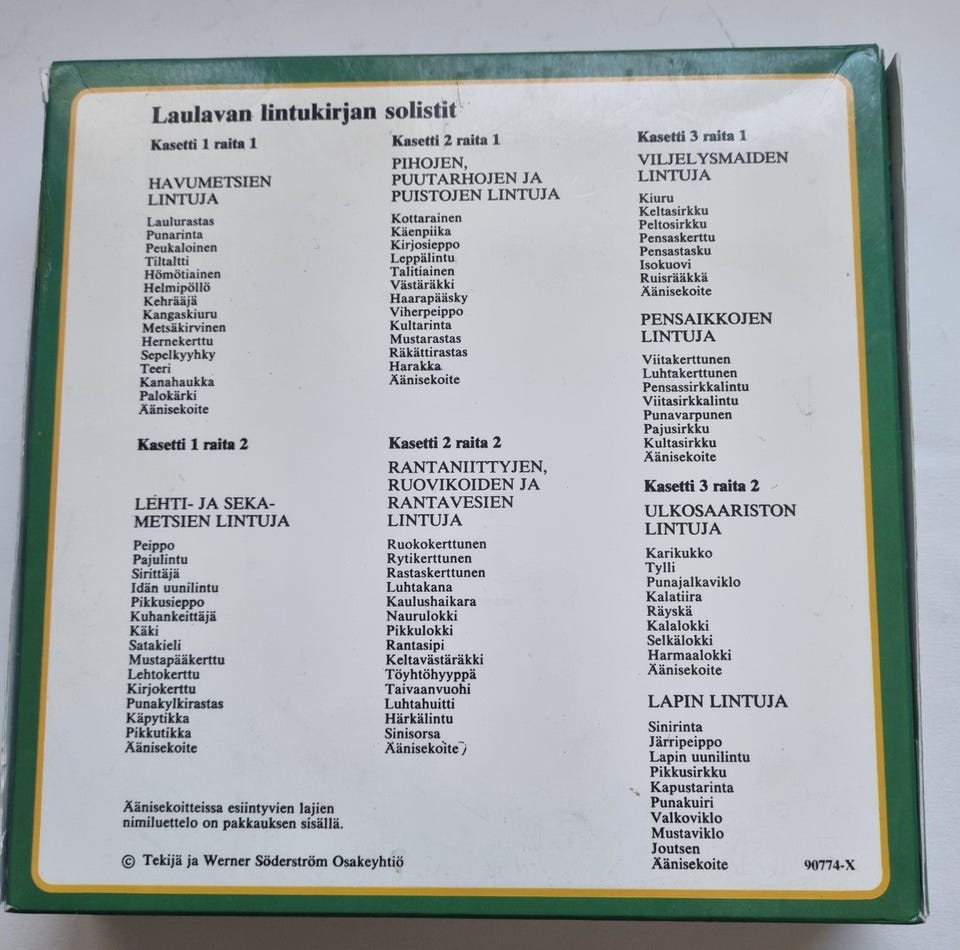 Laulavan lintukirjan solistit
Kasetti 1 raita 1
HAVUMETSIEN
LINTUJA
Laulurastas
Punarinta
Peukaloinen
Tiltaltti
Hömötiainen
Helmipöllö
Kehrääjä
Kangaskiuru
Metsäkirvinen
Hernekerttu
Sepelkyyhky
Teeri
Kanahaukka
Palokärki
Äänisekoite
Kasetti 1 raita 2
LEHTI- JA SEKA-
METSIEN LINTUJA
Peippo
Pajulintu
Sirittäjä
Idän uunilintu
Pikkusieppo
Kuhankeittäjä
Käki
Satakieli
Mustapääkerttu
Lehtokerttu
Kirjokerttu
Punakylkirastas
Käpytikka
Pikkutikka
Äänisekoite
Kasetti 2 raita 1
PIHOJEN,
PUUTARHOJEN JA
PUISTOJEN LINTUJA
Kottarainen
Käenpiika
Kirjosieppo
Leppälintu
Talitiainen
Västäräkki
Haarapääsky
Viherpeippo
Kultarinta
Mustarastas
Räkättirastas
Harakka
Äänisekoite
Kasetti 2 raita 2
RANTANIITTYJEN,
RUOVIKOIDEN JA
RANTAVESIEN
LINTUJA
Ruokokerttunen
Rytikerttunen
Rastaskerttunen
Luhtakana
Kaulushaikara
Naurulokki
Pikkulokki
Rantasipi
Keltavästäräkki
Töyhtöhyyppä
Taivaanvuohi
Luhtahuitti
Härkälintu
Sinisorsa
Äänisekoite
Kasetti 3 raita 1
VILJELYSMAIDEN
LINTUJA
Kiuru
Keltasirkku
Peltosirkku
Pensaskerttu
Pensastasku
Isokuovi
Ruisrääkkä
Äänisekoite
PENSAIKKOJEN
LINTUJA
Viitakerttunen
Luhtakerttunen
Pensassirkkalintu
Viitasirkkalintu
Punavarpunen
Pajusirkku
Kultasirkku
Äänisekoite
Kasetti 3 raita 2
ULKOSAARISTON
LINTUJA
Karikukko
Tylli
Punajalkaviklo
Kalatiira
Räyskä
Kalalokki
Selkälokki
Harmaalokki
Äänisekoite
LAPIN LINTUJA
Sinirinta
Järripeippo
Lapin uunilintu
Pikkusirkku
Kapustarinta
Punakuiri
Valkoviklo
Mustaviklo
Joutsen
Äänisekoite
Äänisekoitteissa esiintyvien lajien
nimiluettelo on pakkauksen sisällä.
© Tekijä ja Werner Söderström Osakeyhtiö
90774-X